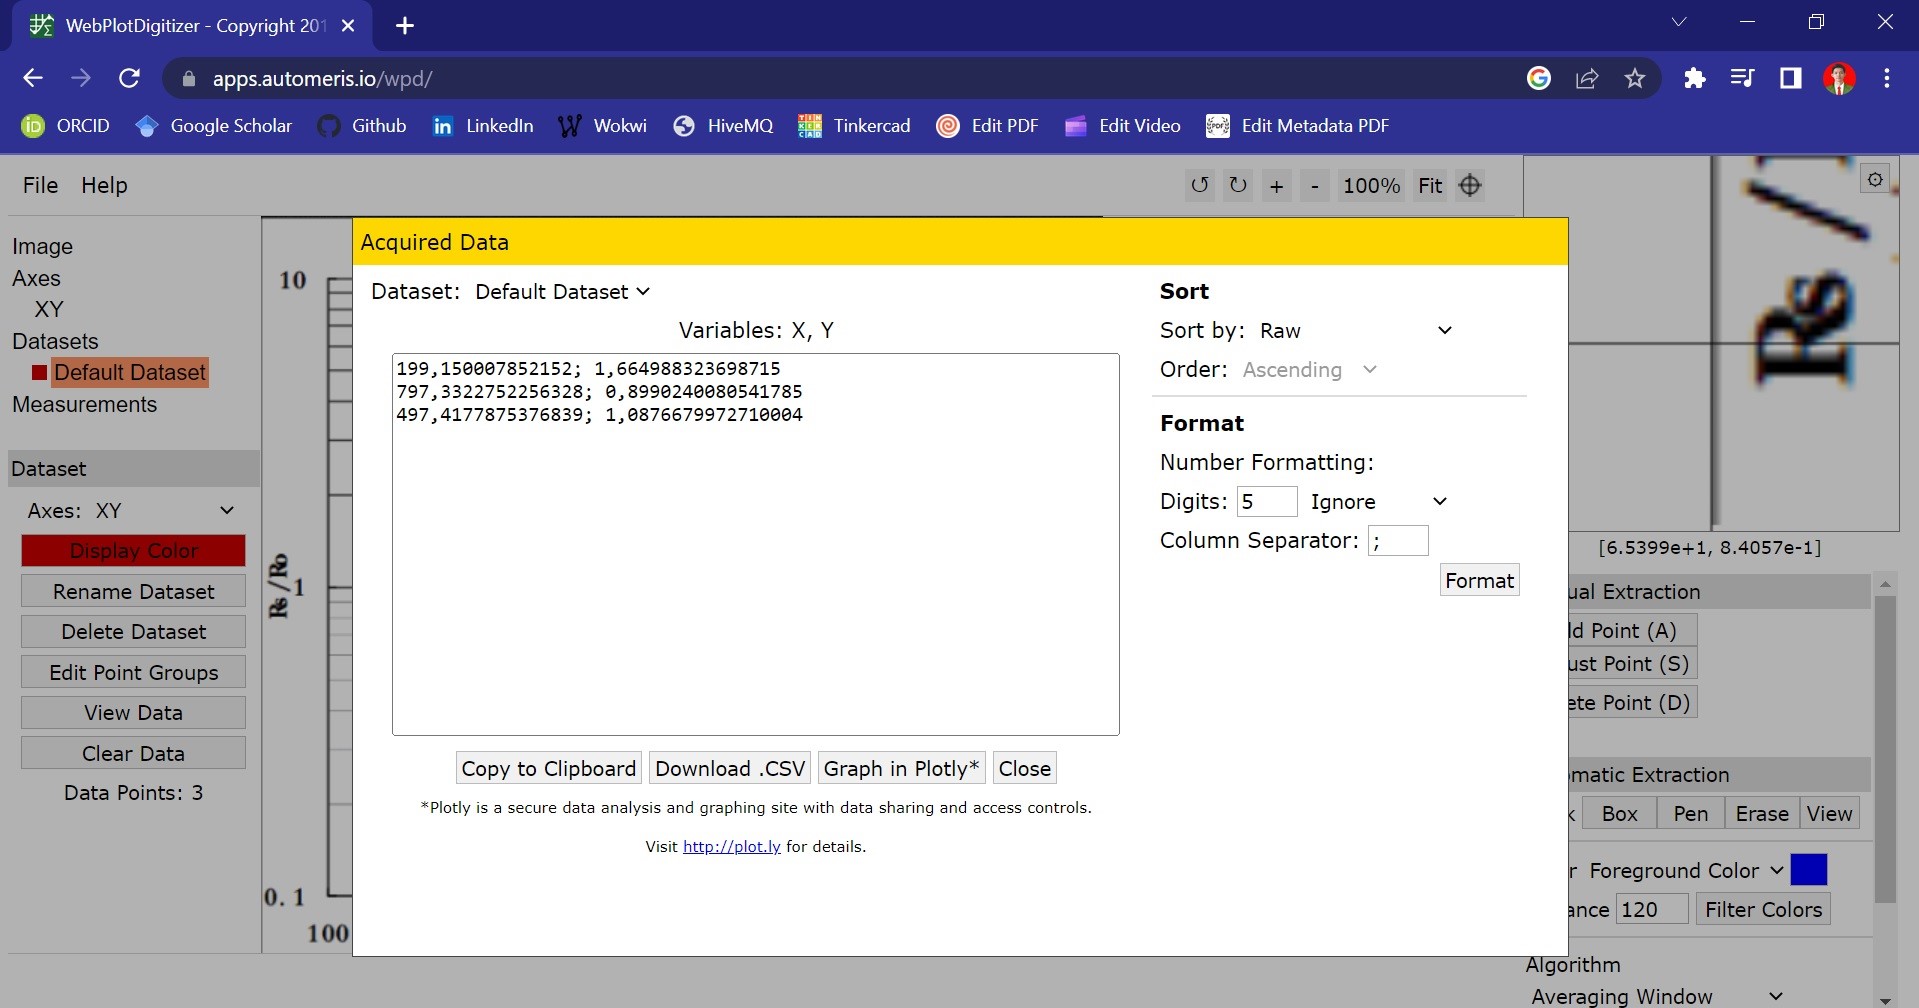 WebPlotDigitizer - Copyright 201
apps.automeris.io/wpd/
ORCID Google Scholar Github LinkedIn Wokwi HiveMQ Tinkercad Edit PDF Edit Video Edit Metadata PDF
File Help
+ - 100% Fit
Image
Axes
XY
Datasets
Default Dataset
Measurements
Dataset
Axes: XY
Display Color
Rename Dataset
Delete Dataset
Edit Point Groups
View Data
Clear Data
Data Points: 3
10
Rs/Ro
1
0.1
100
Acquired Data
Dataset: Default Dataset
Variables: X, Y
199,150007852152; 1,664988323698715
797,3322752256328; 0,8990240080541785
497,4177875376839; 1,0876679972710004
Copy to Clipboard Download .CSV Graph in Plotly* Close
*Plotly is a secure data analysis and graphing site with data sharing and access controls.
Visit http://plot.ly for details.
Sort
Sort by: Raw
Order: Ascending
Format
Number Formatting:
Digits: 5 Ignore
Column Separator: ;
Format
Rs/
[6.5399e+1, 8.4057e-1]
ual Extraction
d Point (A)
ust Point (S)
ete Point (D)
matic Extraction
k Box Pen Erase View
r Foreground Color
ance 120 Filter Colors
Algorithm
Averaging Window